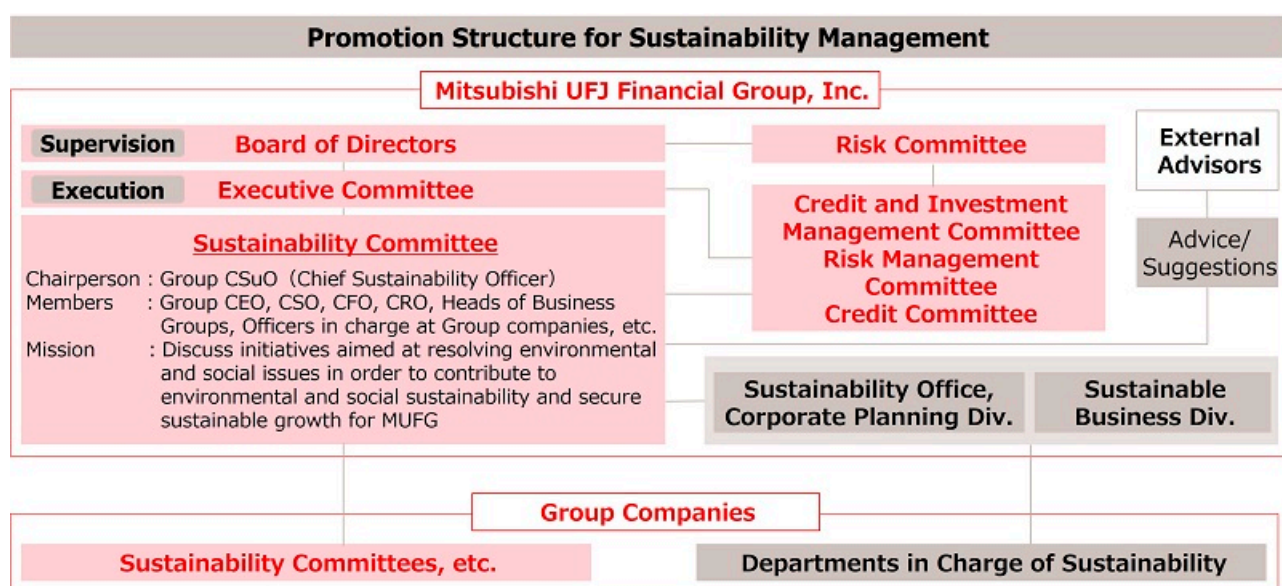 Promotion Structure for Sustainability Management
Mitsubishi UFJ Financial Group, Inc.
Supervision Board of Directors
Execution Executive Committee
Sustainability Committee
Chairperson : Group CSuO (Chief Sustainability Officer)
Members : Group CEO, CSO, CFO, CRO, Heads of Business
Groups, Officers in charge at Group companies, etc.
Mission : Discuss initiatives aimed at resolving environmental
and social issues in order to contribute to
environmental and social sustainability and secure
sustainable growth for MUFG
Risk Committee
Credit and Investment
Management Committee
Risk Management
Committee
Credit Committee
External
Advisors
Advice/
Suggestions
Sustainability Office,
Corporate Planning Div.
Sustainable
Business Div.
Group Companies
Sustainability Committees, etc.
Departments in Charge of Sustainability